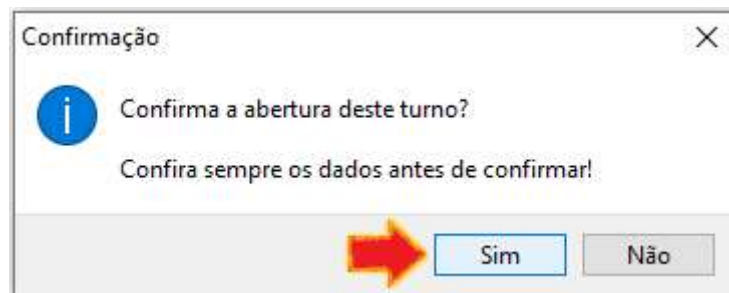 Confirmação
Confirma a abertura deste turno?
Confira sempre os dados antes de confirmar!
Sim
Não